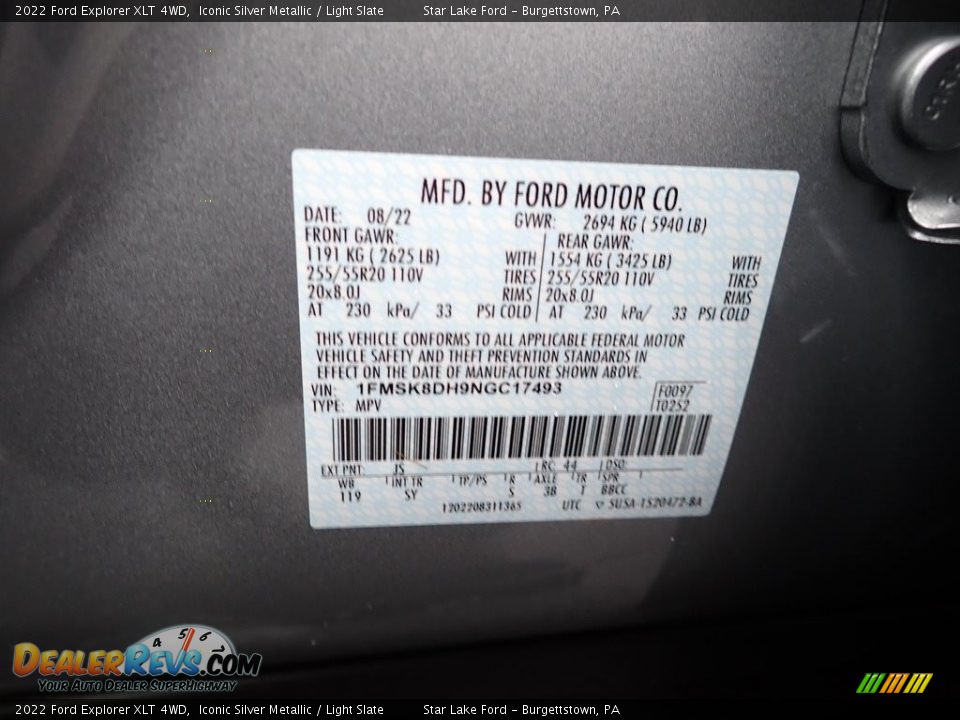 2022 Ford Explorer XLT 4WD, Iconic Silver Metallic / Light Slate Star Lake Ford - Burgettstown, PA
MFD. BY FORD MOTOR CO.
DATE: 08/22 GVWR: 2694 KG ( 5940 LB)
FRONT GAWR: REAR GAWR:
1191 KG ( 2625 LB) WITH 1554 KG ( 3425 LB) WITH
255/55R20 110V TIRES 255/55R20 110V TIRES
20x8.0J RIMS 20x8.0J RIMS
AT 230 kPa/ 33 PSI COLD AT 230 kPa/ 33 PSI COLD
THIS VEHICLE CONFORMS TO ALL APPLICABLE FEDERAL MOTOR
VEHICLE SAFETY AND THEFT PREVENTION STANDARDS IN
EFFECT ON THE DATE OF MANUFACTURE SHOWN ABOVE.
VIN: 1FMSK8DH9NGC17493 F0097
TYPE: MPV T0252
EXT PNT: JS RC: 44 DSO:
WB INT TR TP/PS R AXLE TR SPR
119 SY S 3B T BBCC
1202208311365 UTC SUSA-1520472-BA
4 5 6
DEALERREVS.COM
YOUR AUTO DEALER SUPERHIGHWAY
2022 Ford Explorer XLT 4WD, Iconic Silver Metallic / Light Slate Star Lake Ford - Burgettstown, PA